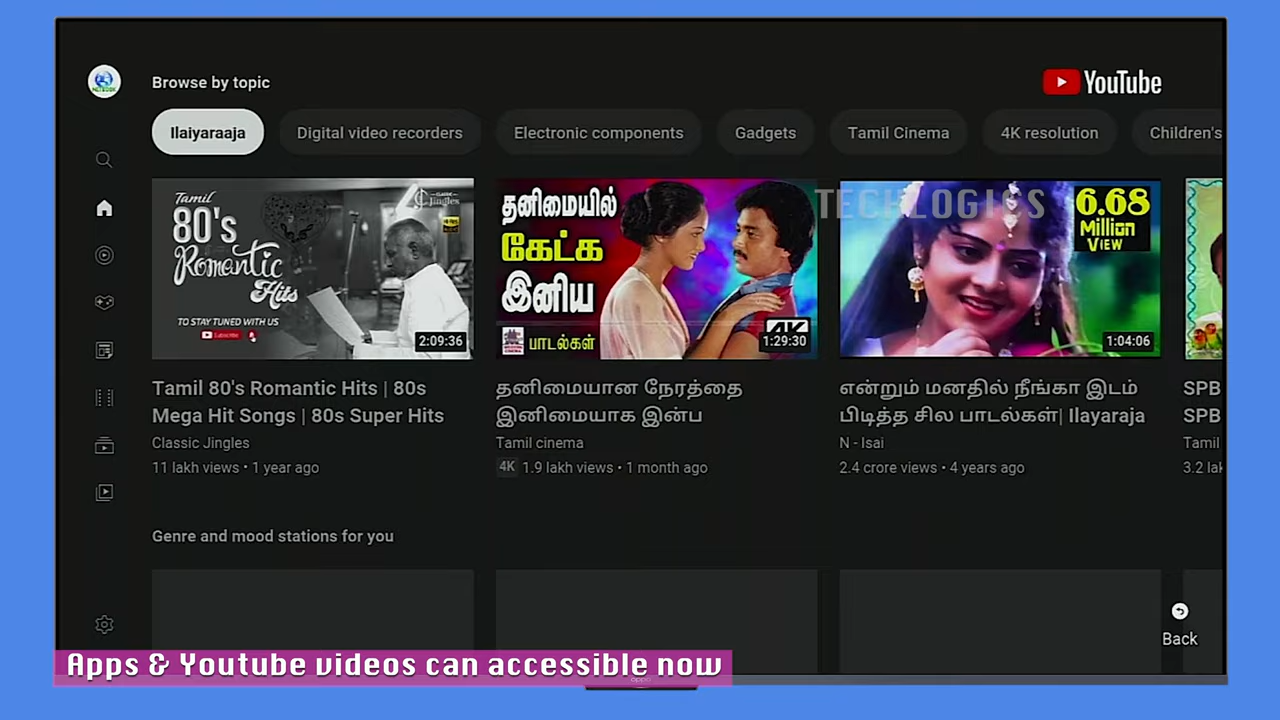 Browse by topic
YouTube
Ilaiyaraaja
Digital video recorders
Electronic components
Gadgets
Tamil Cinema
4K resolution
Children's
Tamil
80's
Romantic
Hits
TO STAY TUNED WITH US
Classic
Jingles
2:09:36
தனிமையில்
கேட்க
இனிய
பாடல்கள்
4K
1:29:30
TECHLOGICS
6.68
Million
VIEW
1:04:06
Tamil 80's Romantic Hits | 80s
Mega Hit Songs | 80s Super Hits
Classic Jingles
11 lakh views • 1 year ago
தனிமையான நேரத்தை
இனிமையாக இன்ப
Tamil cinema
4K 1.9 lakh views • 1 month ago
என்றும் மனதில் நீங்கா இடம்
பிடித்த சில பாடல்கள்| Ilayaraja
N - Isai
2.4 crore views • 4 years ago
SPB
SPB
Tamil
3.2 lak
Genre and mood stations for you
Back
Apps & Youtube videos can accessible now